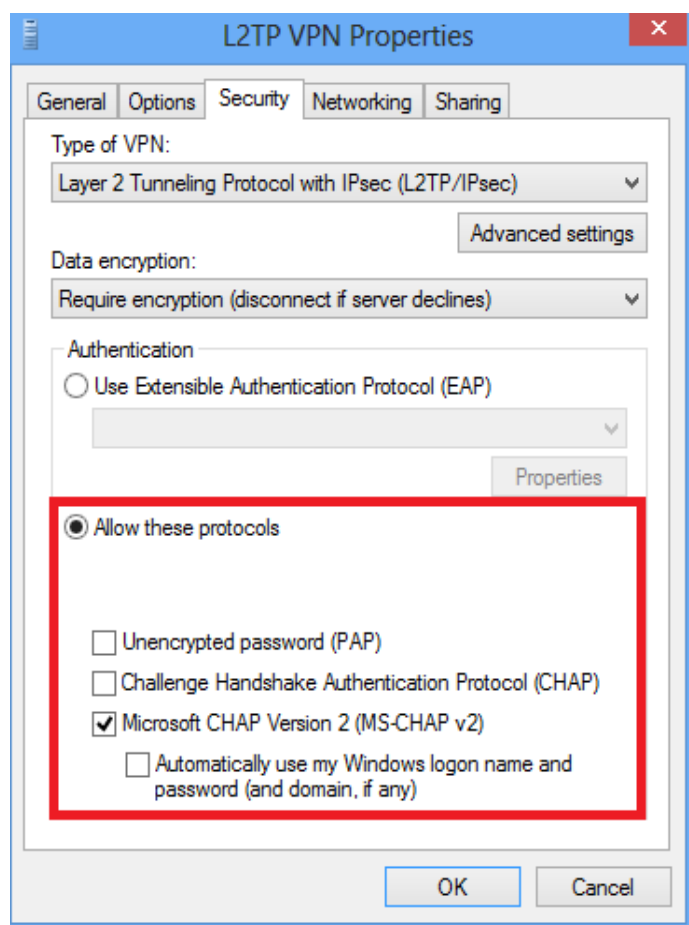 L2TP VPN Properties
General Options Security Networking Sharing
Type of VPN:
Layer 2 Tunneling Protocol with IPsec (L2TP/IPsec)
Advanced settings
Data encryption:
Require encryption (disconnect if server declines)
Authentication
Use Extensible Authentication Protocol (EAP)
Properties
Allow these protocols
Unencrypted password (PAP)
Challenge Handshake Authentication Protocol (CHAP)
Microsoft CHAP Version 2 (MS-CHAP v2)
Automatically use my Windows logon name and
password (and domain, if any)
OK Cancel